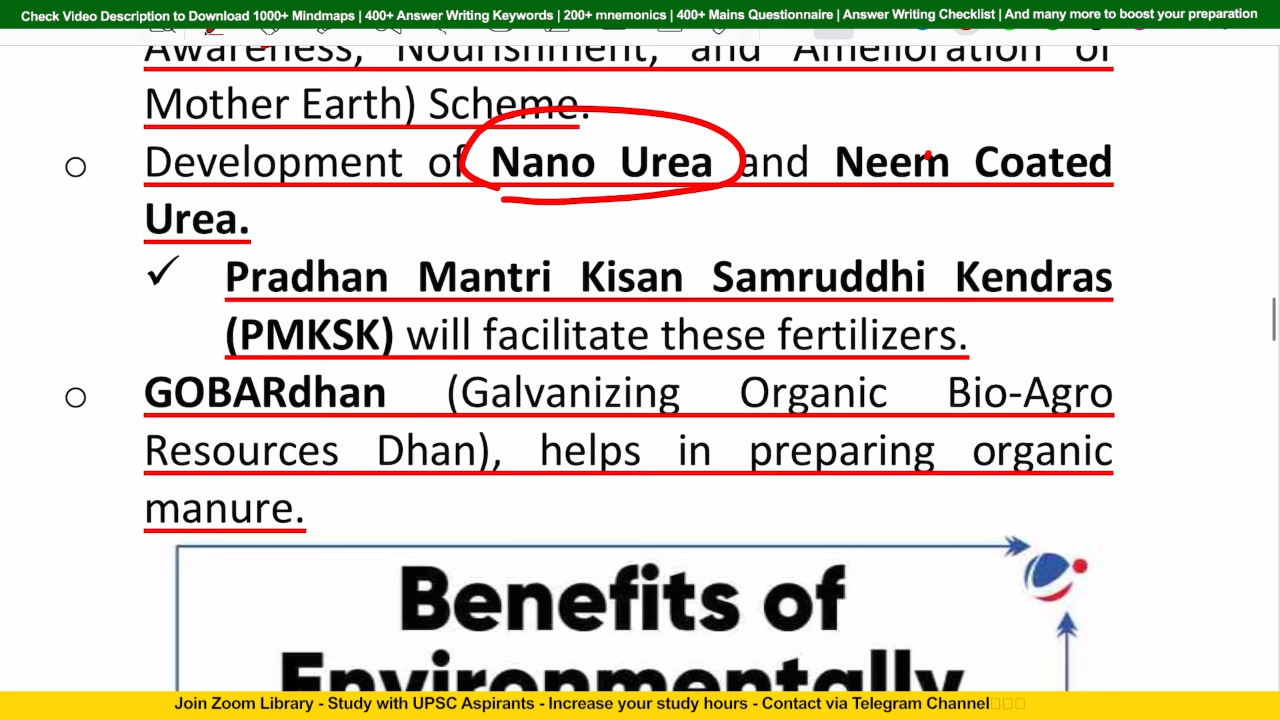 Check Video Description to Download 1000+ Mindmaps | 400+ Answer Writing Keywords | 200+ mnemonics | 400+ Mains Questionnaire | Answer Writing Checklist | And many more to boost your preparation
Awareness, Nourishment, and Amelioration of
Mother Earth) Scheme.
o Development of Nano Urea and Neem Coated
Urea.
✓ Pradhan Mantri Kisan Samruddhi Kendras
(PMKSK) will facilitate these fertilizers.
o GOBARdhan (Galvanizing Organic Bio-Agro
Resources Dhan), helps in preparing organic
manure.
Benefits of
Environmentally
Join Zoom Library - Study with UPSC Aspirants - Increase your study hours - Contact via Telegram Channel